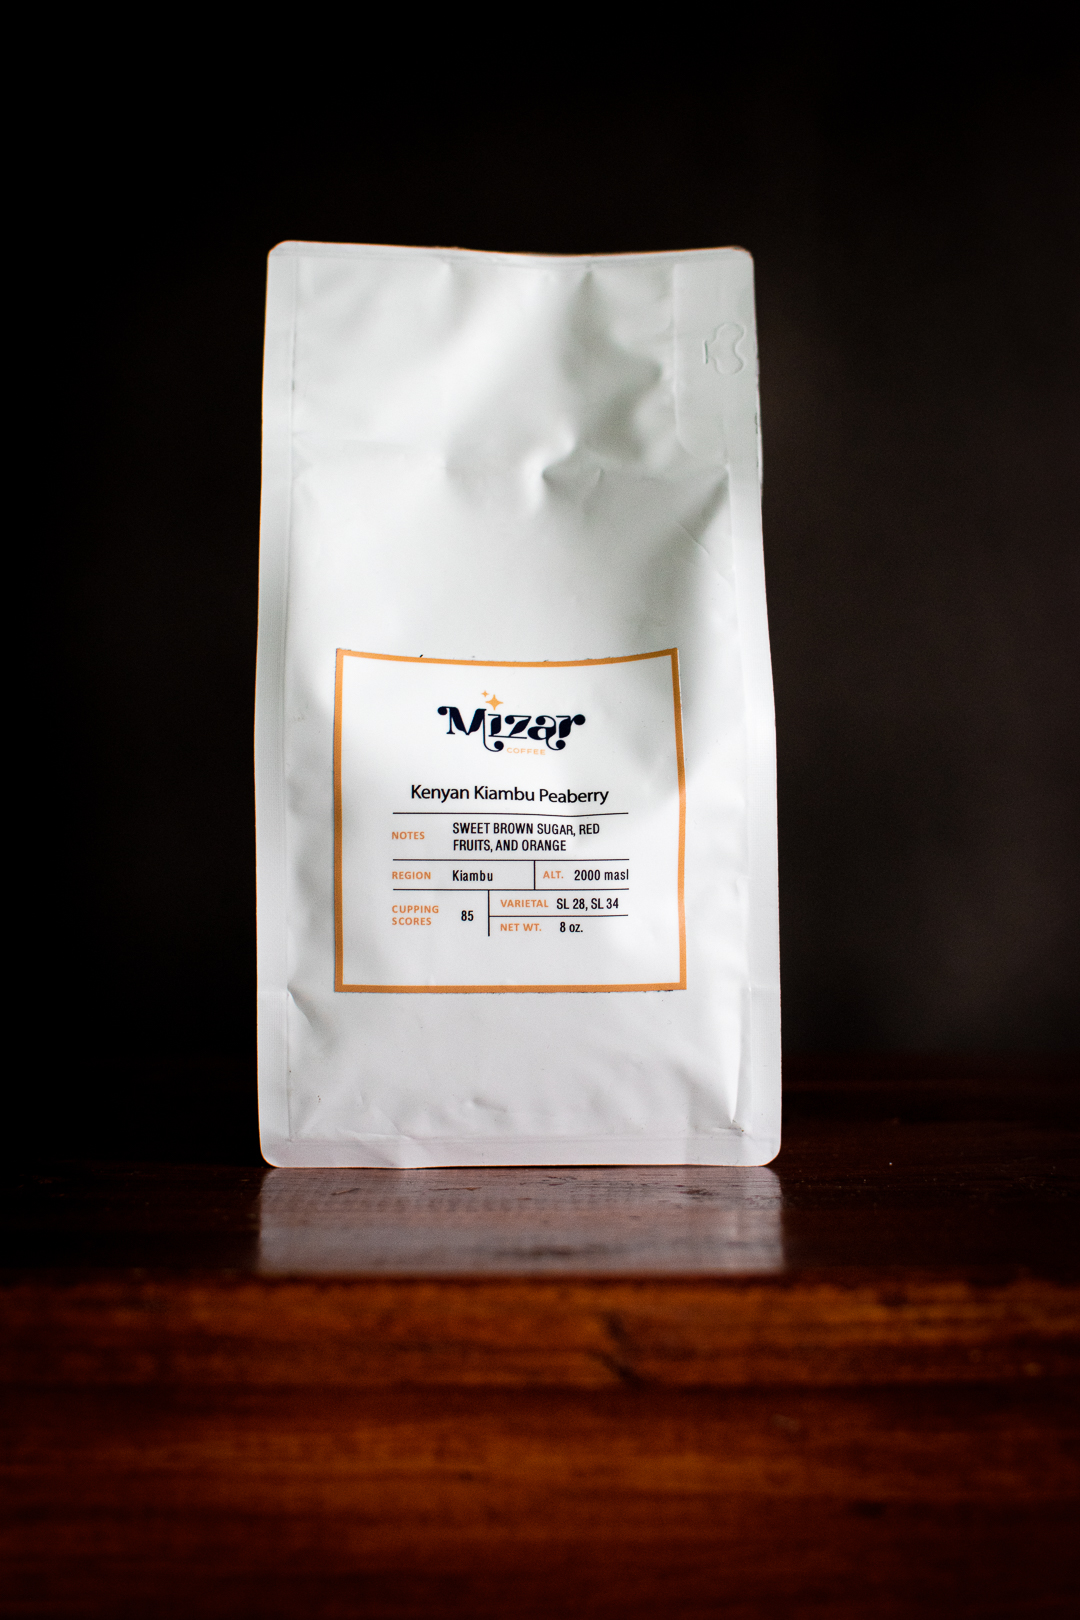 Mizar
COFFEE
Kenyan Kiambu Peaberry
NOTES SWEET BROWN SUGAR, RED
FRUITS, AND ORANGE
REGION Kiambu ALT. 2000 masl
CUPPING SCORES 85 VARIETAL SL 28, SL 34
NET WT. 8 oz.